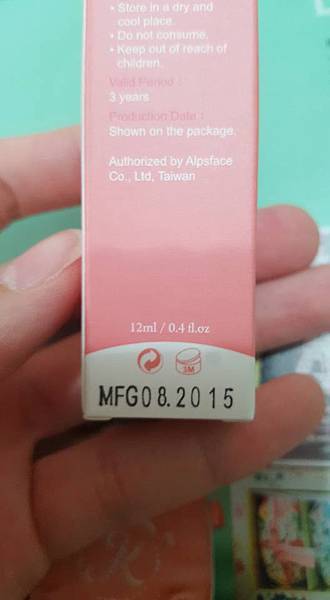 • Store in a dry and
cool place.
• Do not consume.
• Keep out of reach of
children.
Valid Period :
3 years
Production Date :
Shown on the package.
Authorized by Alpsface
Co., Ltd, Taiwan
12ml / 0.4 fl.oz
3M
MFG08.2015